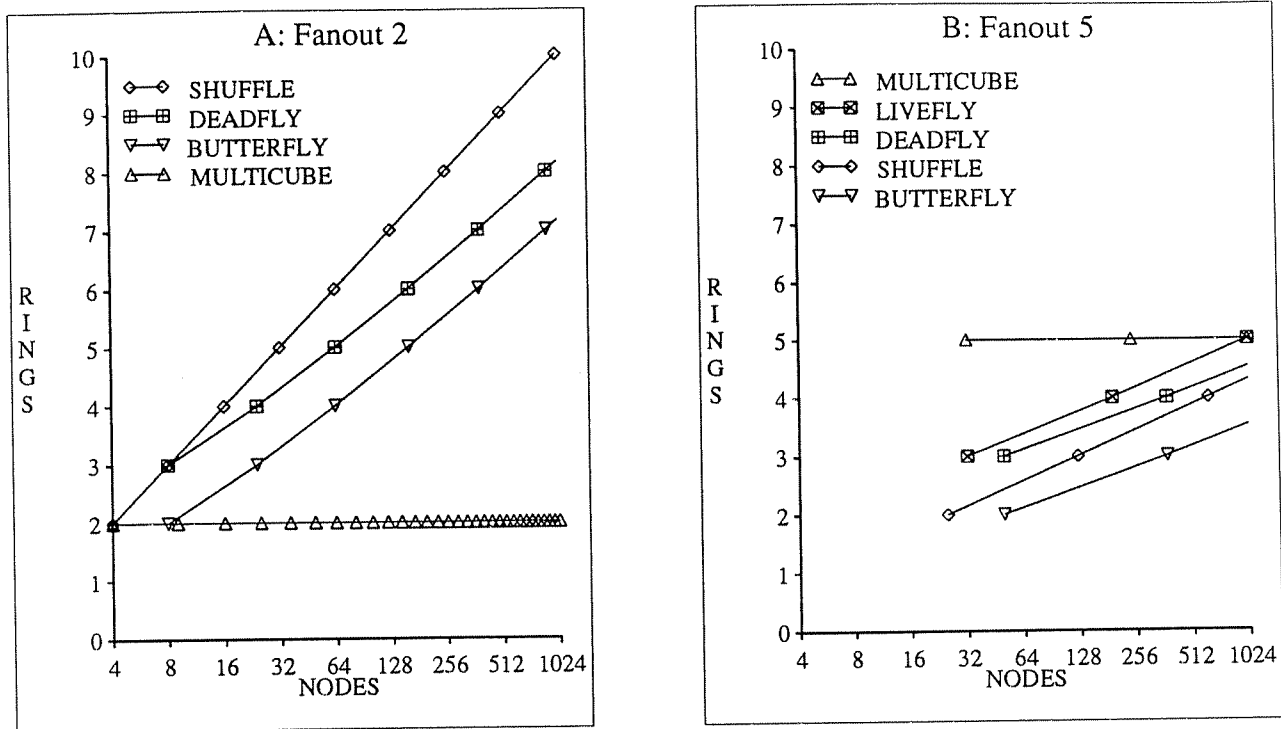 A: Fanout 2
10
9
8
7
6
5
4
3
2
1
0
SHUFFLE
DEADFLY
BUTTERFLY
MULTICUBE
RINGS
4 8 16 32 64 128 256 512 1024
NODES
B: Fanout 5
10
9
8
7
6
5
4
3
2
1
0
MULTICUBE
LIVEFLY
DEADFLY
SHUFFLE
BUTTERFLY
RINGS
4 8 16 32 64 128 256 512 1024
NODES